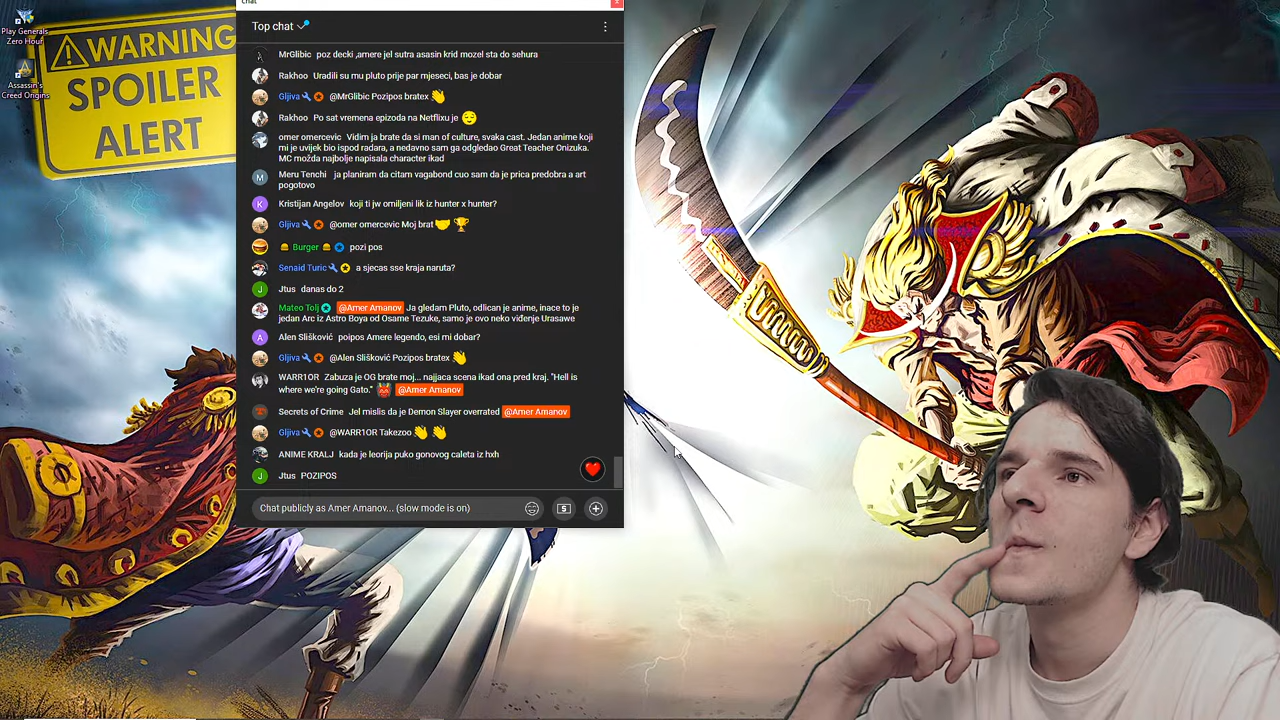 chat
Play Generals
Zero Hour
Assassin's
Creed Origins
WARNING
SPOILER
ALERT
Top chat
MrGlibic poz decki ,amere jel sutra asasin krid mozel sta do sehura
Rakhoo Uradili su mu pluto prije par mjeseci, bas je dobar
Gljiva @MrGlibic Pozipos bratex 👋
Rakhoo Po sat vremena epizoda na Netflixu je 😌
omer omercevic Vidim ja brate da si man of culture, svaka cast. Jedan anime koji
mi je uvijek bio ispod radara, a nedavno sam ga odgledao Great Teacher Onizuka.
MC možda najbolje napisala character ikad
M Meru Tenchi ja planiram da citam vagabond cuo sam da je prica predobra a art
pogotovo
K Kristijan Angelov koji ti jw omiljeni lik iz hunter x hunter?
Gljiva @omer omercevic Moj brat 🤝 🏆
🍔 Burger 🍔 pozi pos
Senaid Turic a sjecas sse kraja naruta?
J Jtus danas do 2
Mateo Tolj @Amer Amanov Ja gledam Pluto, odlican je anime, inace to je
jedan Arc iz Astro Boya od Osame Tezuke, samo je ovo neko viđenje Urasawe
A Alen Slišković poipos Amere legendo, esi mi dobar?
Gljiva @Alen Slišković Pozipos bratex 👋
WARR1OR Zabuza je OG brate moj... najjaca scena ikad ona pred kraj. "Hell is
where we're going Gato." 👹 @Amer Amanov
Secrets of Crime Jel mislis da je Demon Slayer overrated @Amer Amanov
Gljiva @WARR1OR Takezoo 👋 👋
ANIME KRALJ kada je leorija puko gonovog caleta iz hxh
J Jtus POZIPOS
Chat publicly as Amer Amanov... (slow mode is on)